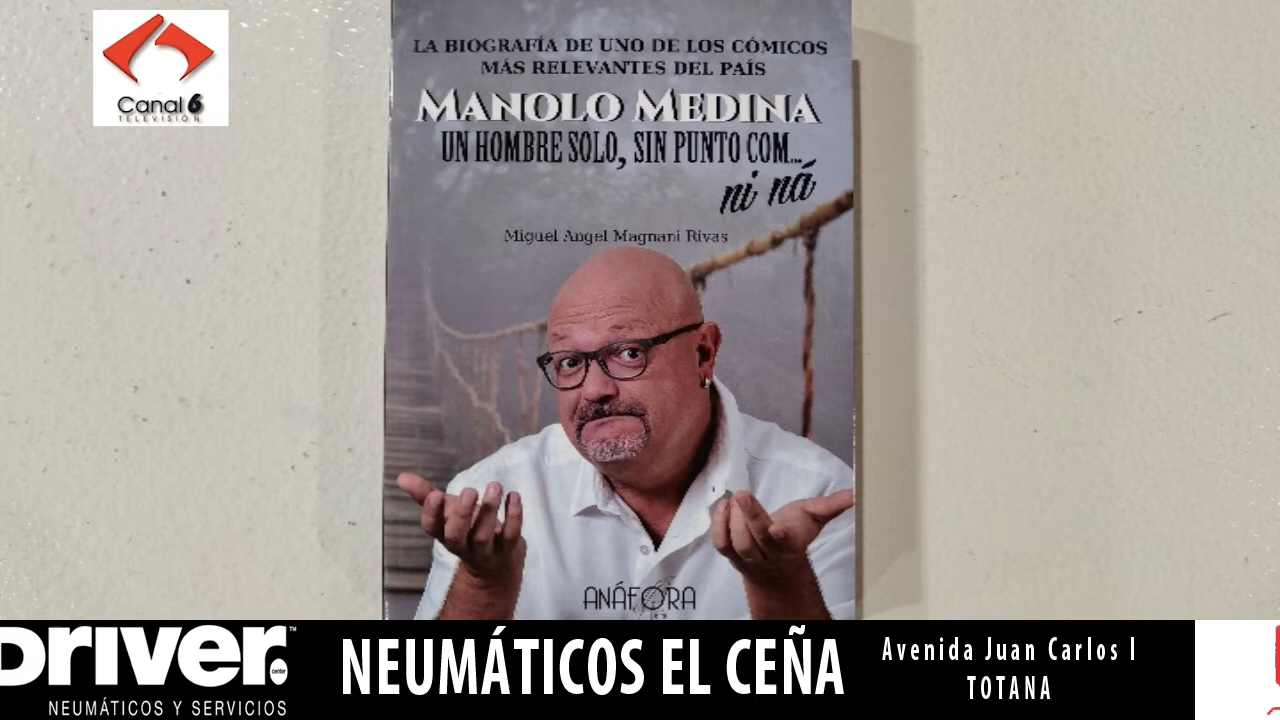 Canal 6
TELEVISIÓN
LA BIOGRAFÍA DE UNO DE LOS CÓMICOS
MÁS RELEVANTES DEL PAÍS
MANOLO MEDINA
UN HOMBRE SOLO, SIN PUNTO COM...
ni ná
Miguel Angel Magnani Rivas
ANÁFORA
DRIVER.™
center
NEUMÁTICOS Y SERVICIOS
NEUMÁTICOS EL CEÑA
Avenida Juan Carlos I
TOTANA